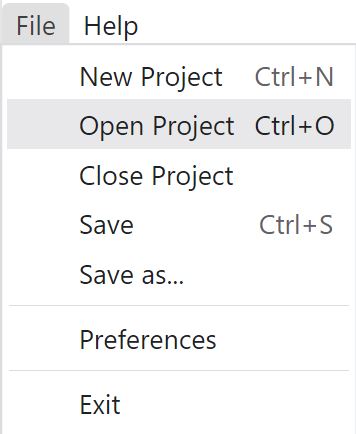 File Help
New Project Ctrl+N
Open Project Ctrl+O
Close Project
Save Ctrl+S
Save as...
Preferences
Exit